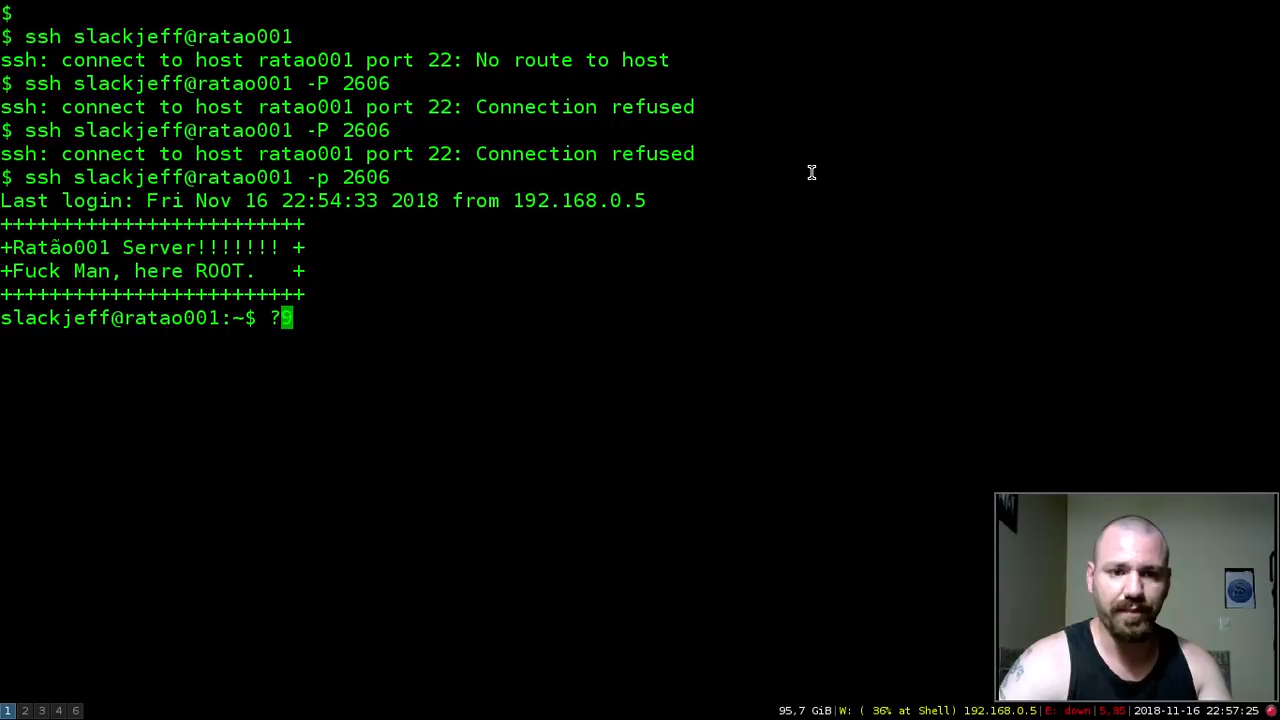 $
$ ssh slackjeff@ratao001
ssh: connect to host ratao001 port 22: No route to host
$ ssh slackjeff@ratao001 -P 2606
ssh: connect to host ratao001 port 22: Connection refused
$ ssh slackjeff@ratao001 -P 2606
ssh: connect to host ratao001 port 22: Connection refused
$ ssh slackjeff@ratao001 -p 2606
Last login: Fri Nov 16 22:54:33 2018 from 192.168.0.5
+++++++++++++++++++++++++
+Ratão001 Server!!!!!!! +
+Fuck Man, here ROOT.   +
+++++++++++++++++++++++++
slackjeff@ratao001:~$ ?9
1 2 3 4 6
95,7 GiB|W: ( 36% at Shell) 192.168.0.5|E: down|5,95|2018-11-16 22:57:25